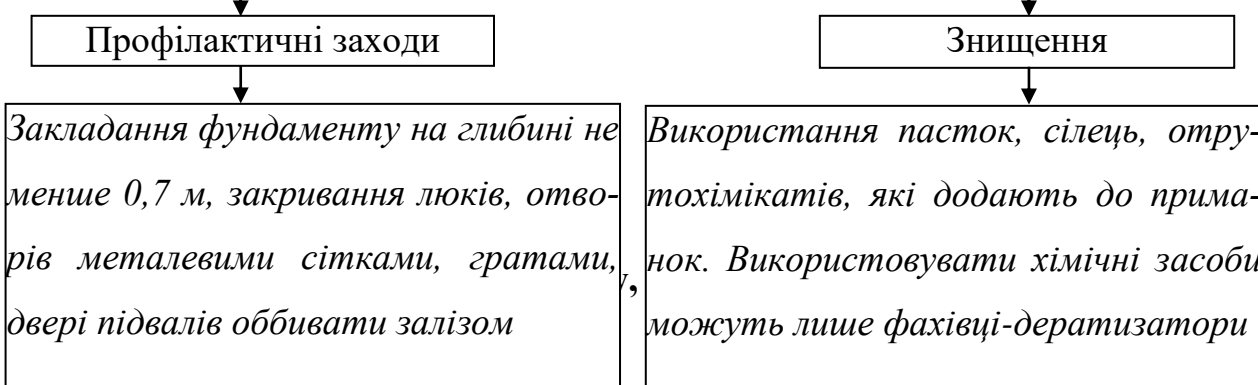 Профілактичні заходи
Закладання фундаменту на глибині не
менше 0,7 м, закривання люків, отво-
рів металевими сітками, гратами,
двері підвалів оббивати залізом
Знищення
Використання пасток, сілець, отру-
тохімікатів, які додають до прима-
нок. Використовувати хімічні засоби
можуть лише фахівці-дератизатори